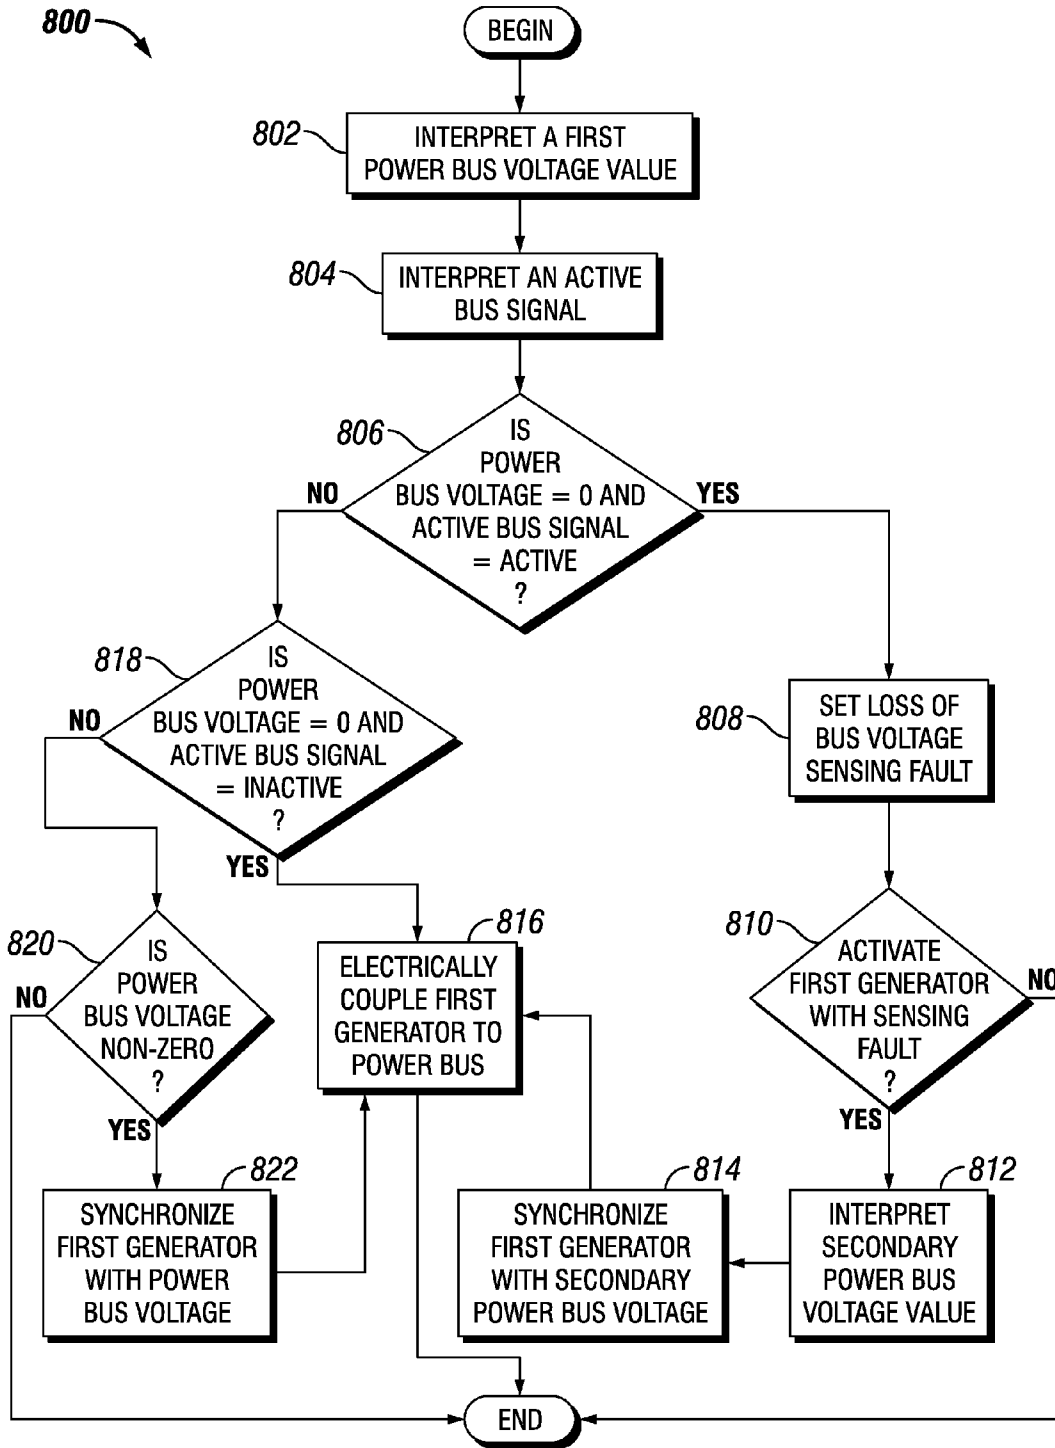 800
BEGIN
802
INTERPRET A FIRST
POWER BUS VOLTAGE VALUE
804
INTERPRET AN ACTIVE
BUS SIGNAL
806
IS
POWER
BUS VOLTAGE = 0 AND
ACTIVE BUS SIGNAL
= ACTIVE
?
NO
YES
818
IS
POWER
BUS VOLTAGE = 0 AND
ACTIVE BUS SIGNAL
= INACTIVE
?
NO
YES
808
SET LOSS OF
BUS VOLTAGE
SENSING FAULT
810
ACTIVATE
FIRST GENERATOR
WITH SENSING
FAULT
?
NO
YES
820
IS
POWER
BUS VOLTAGE
NON-ZERO
?
NO
YES
816
ELECTRICALLY
COUPLE FIRST
GENERATOR TO
POWER BUS
822
SYNCHRONIZE
FIRST GENERATOR
WITH POWER
BUS VOLTAGE
814
SYNCHRONIZE
FIRST GENERATOR
WITH SECONDARY
POWER BUS VOLTAGE
812
INTERPRET
SECONDARY
POWER BUS
VOLTAGE VALUE
END